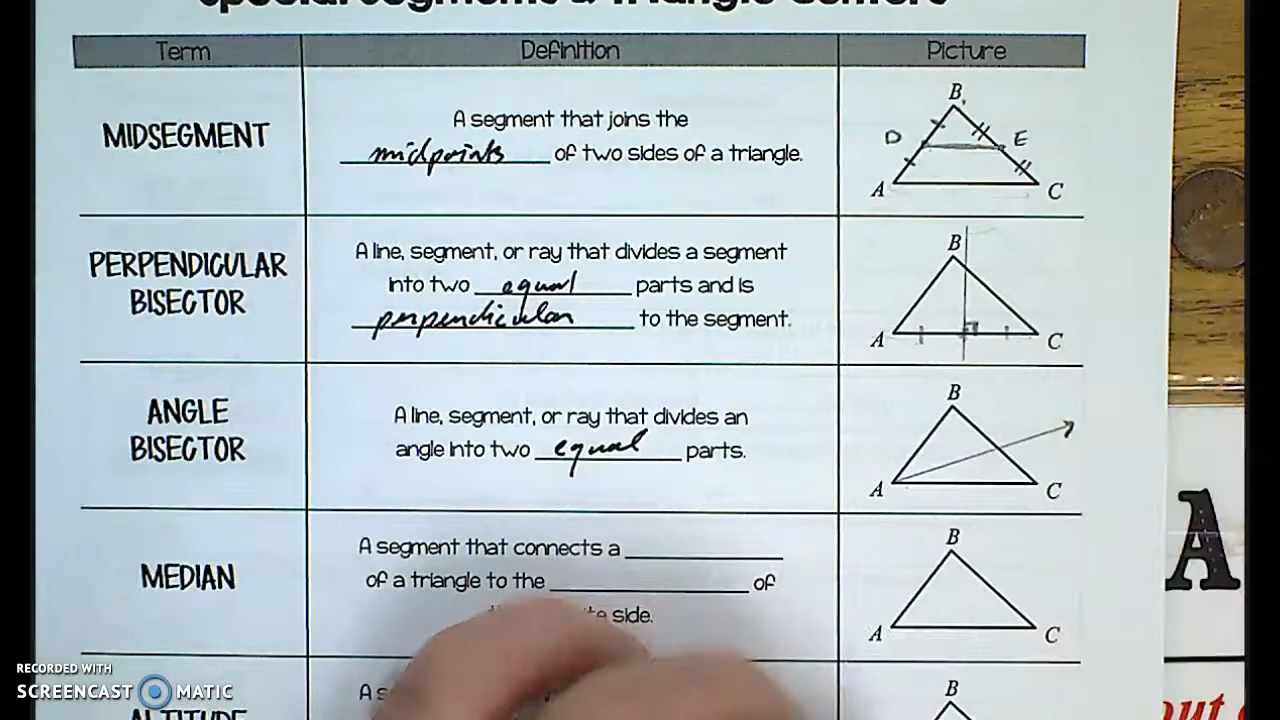 Special Segments & Triangle Centers
Term Definition Picture
MIDSEGMENT
A segment that joins the
midpoints of two sides of a triangle.
B
D E
A C
PERPENDICULAR
BISECTOR
A line, segment, or ray that divides a segment
into two equal parts and is
perpendicular to the segment.
B
A C
ANGLE
BISECTOR
A line, segment, or ray that divides an
angle into two equal parts.
B
A C
MEDIAN
A segment that connects a
of a triangle to the of
side.
B
A C
ALTITUDE
A
B
A
RECORDED WITH
SCREENCAST MATIC